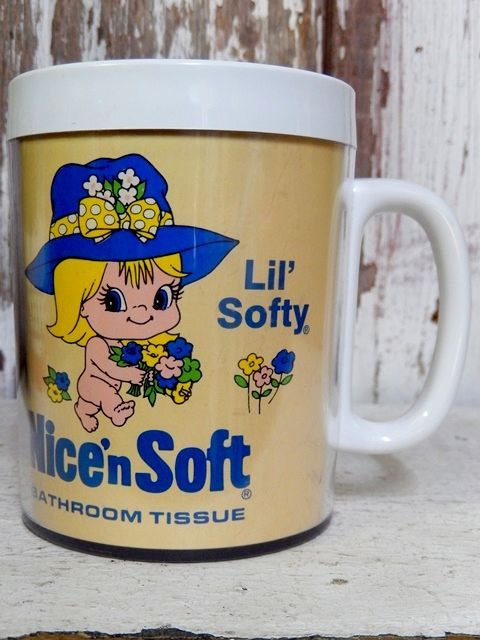 Lil'
Softy®
Nice'n Soft®
BATHROOM TISSUE